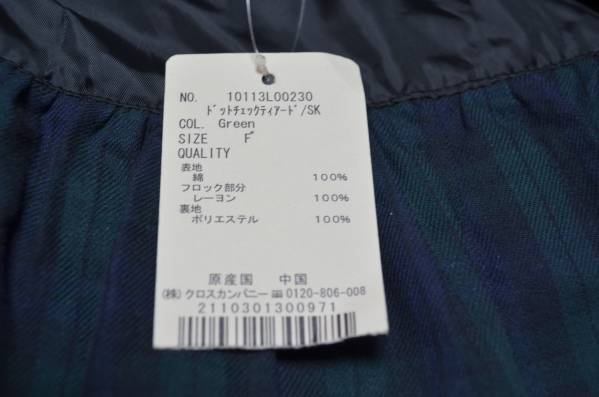 NO. 10113L00230
ドットチェックティアード/SK
COL. Green
SIZE F
QUALITY
表地
綿 100%
フロック部分
レーヨン 100%
裏地
ポリエステル 100%
原産国 中国
(株)クロスカンパニー ☎0120-806-008
2110301300971